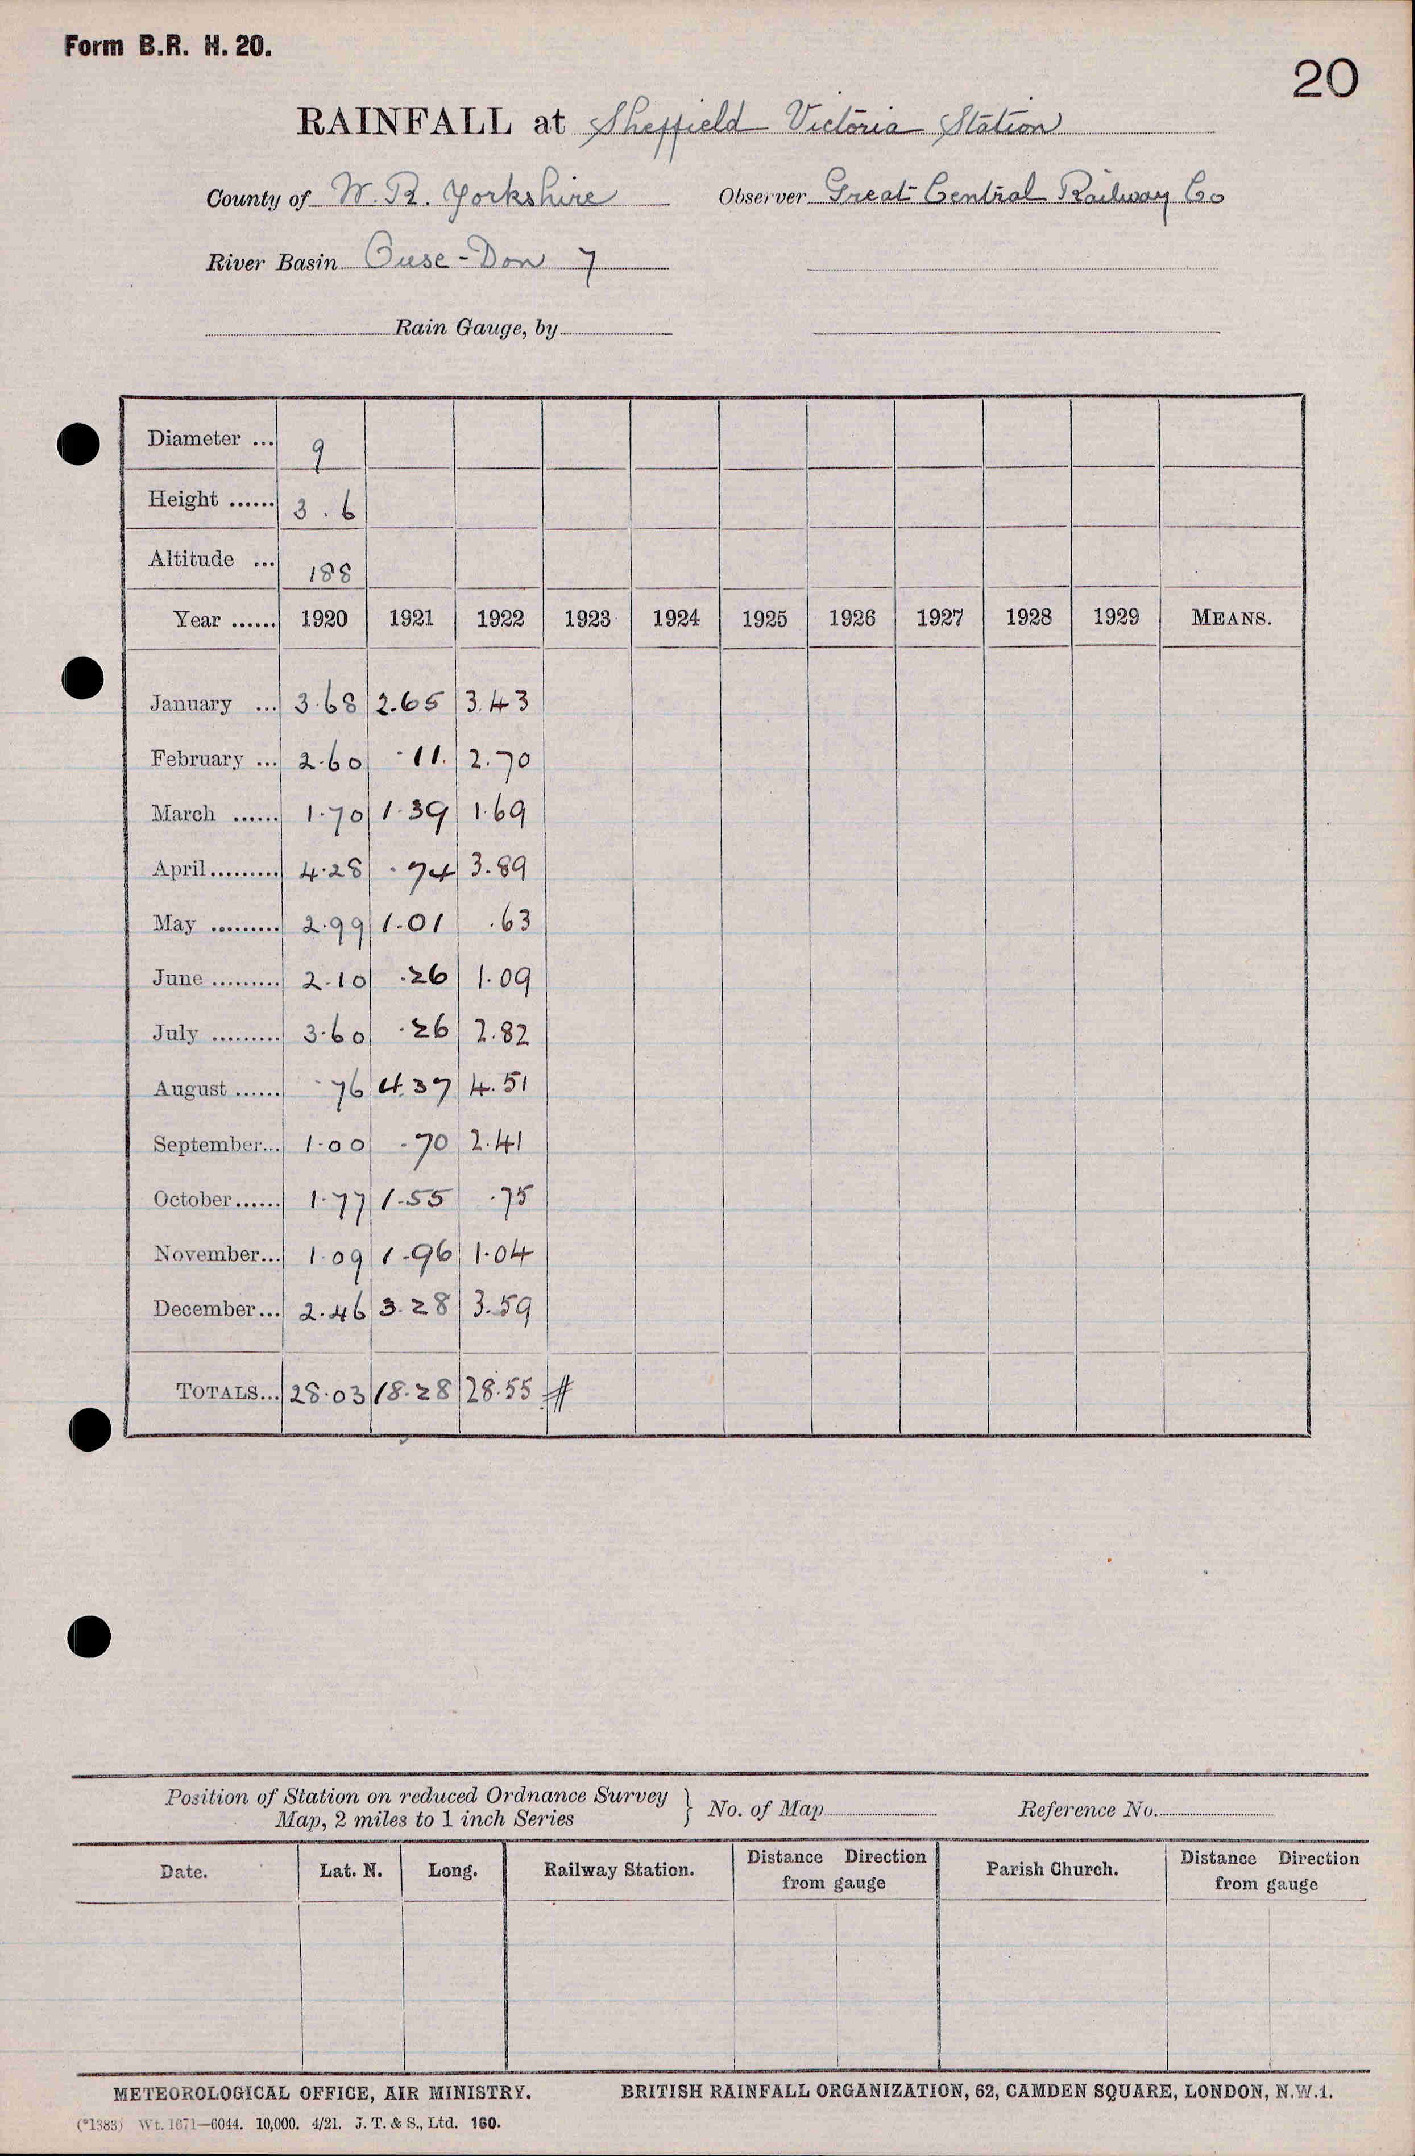 Form B.R. H. 20.
20
RAINFALL at Sheffield Victoria Station
County of W. R. Yorkshire Observer Great Central Railway Co
River Basin Ouse - Don 7
Rain Gauge, by
Diameter ... 9
Height ...... 3 . 6
Altitude ... 188
Year ...... 1920 1921 1922 1923 1924 1925 1926 1927 1928 1929 MEANS.
January ... 3.68 2.65 3.43
February ... 2.60 .11. 2.70
March ...... 1.70 1.39 1.69
April ......... 4.28 .74 3.89
May ......... 2.99 1.01 .63
June ......... 2.10 .26 1.09
July ......... 3.60 .26 2.82
August ...... .76 4.37 4.51
September... 1.00 .70 2.41
October...... 1.77 1.55 .75
November... 1.09 1.96 1.04
December... 2.46 3.28 3.59
TOTALS... 28.03 18.28 28.55 #
Position of Station on reduced Ordnance Survey
Map, 2 miles to 1 inch Series } No. of Map Reference No.
Date. Lat. N. Long. Railway Station. Distance Direction from gauge Parish Church. Distance Direction from gauge
METEOROLOGICAL OFFICE, AIR MINISTRY. BRITISH RAINFALL ORGANIZATION, 62, CAMDEN SQUARE, LONDON, N.W.1.
(*1383) Wt. 1671—6044. 10,000. 4/21. J. T. & S., Ltd. 160.